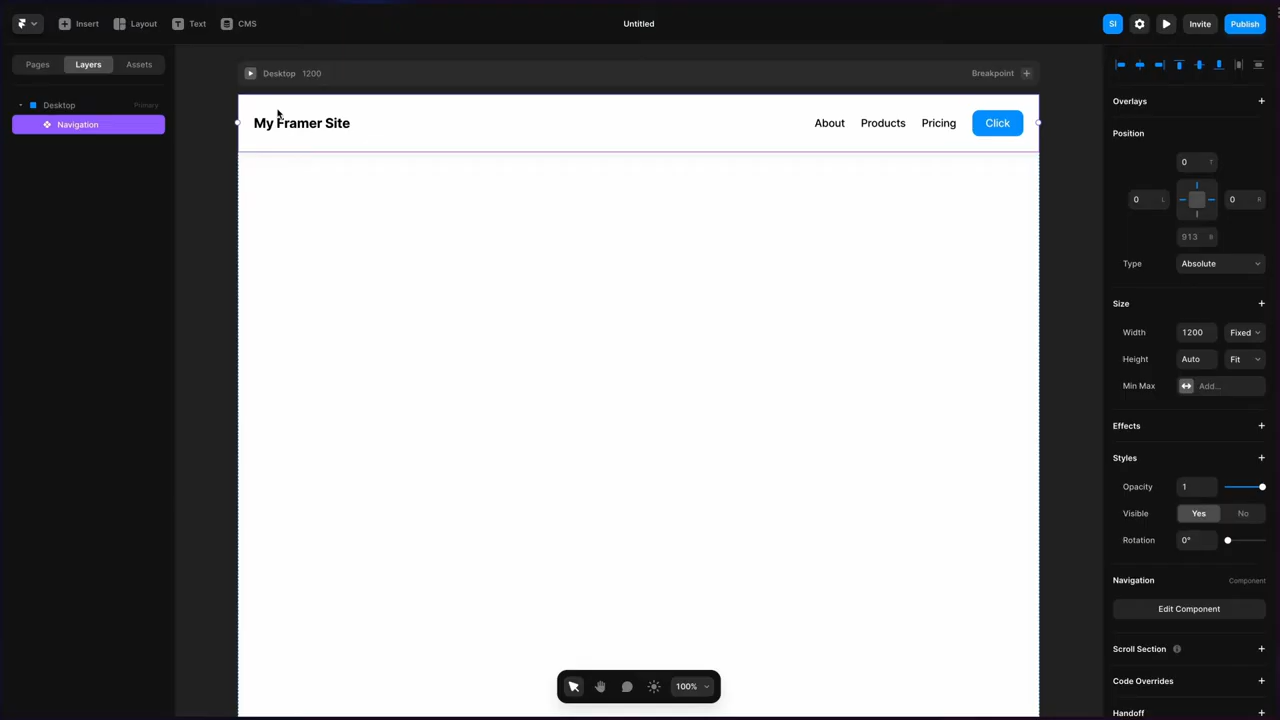 Insert
Layout
Text
CMS
Untitled
SI
Invite
Publish
Pages
Layers
Assets
Desktop
Primary
Navigation
Desktop 1200
Breakpoint
My Framer Site
About
Products
Pricing
Click
100%
Overlays
Position
0 T
0 L
0 R
913 B
Type
Absolute
Size
Width
1200
Fixed
Height
Auto
Fit
Min Max
Add...
Effects
Styles
Opacity
1
Visible
Yes
No
Rotation
0°
Navigation
Component
Edit Component
Scroll Section
Code Overrides
Handoff